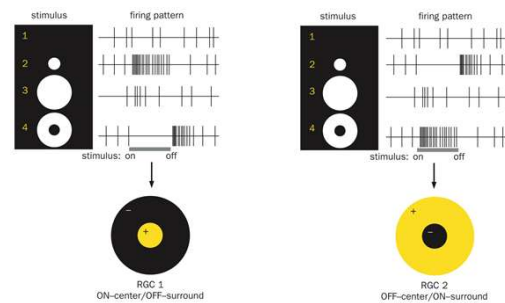 stimulus firing pattern
1
2
3
4
stimulus: on off
+
−
RGC 1
ON–center/OFF–surround
stimulus firing pattern
1
2
3
4
stimulus: on off
+
−
RGC 2
OFF–center/ON–surround